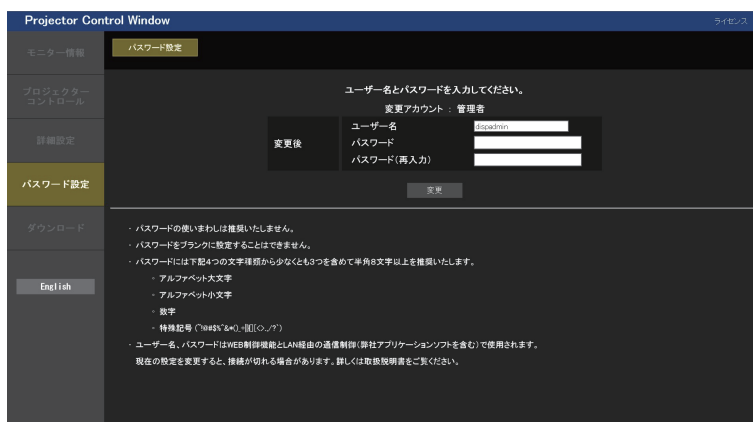 Projector Control Window
ライセンス
モニター情報
パスワード設定
プロジェクター
コントロール
詳細設定
パスワード設定
ダウンロード
English
ユーザー名とパスワードを入力してください。
変更アカウント : 管理者
変更後
ユーザー名
dispadmin
パスワード
パスワード(再入力)
変更
・ パスワードの使いまわしは推奨いたしません。
・ パスワードをブランクに設定することはできません。
・ パスワードには下記4つの文字種類から少なくとも3つを含めて半角8文字以上を推奨いたします。
◦ アルファベット大文字
◦ アルファベット小文字
◦数字
◦ 特殊記号
・ ユーザー名、パスワードはWEB制御機能とLAN経由の通信制御(弊社アプリケーションソフトを含む)で使用されます。
現在の設定を変更すると、接続が切れる場合があります。詳しくは取扱説明書をご覧ください。